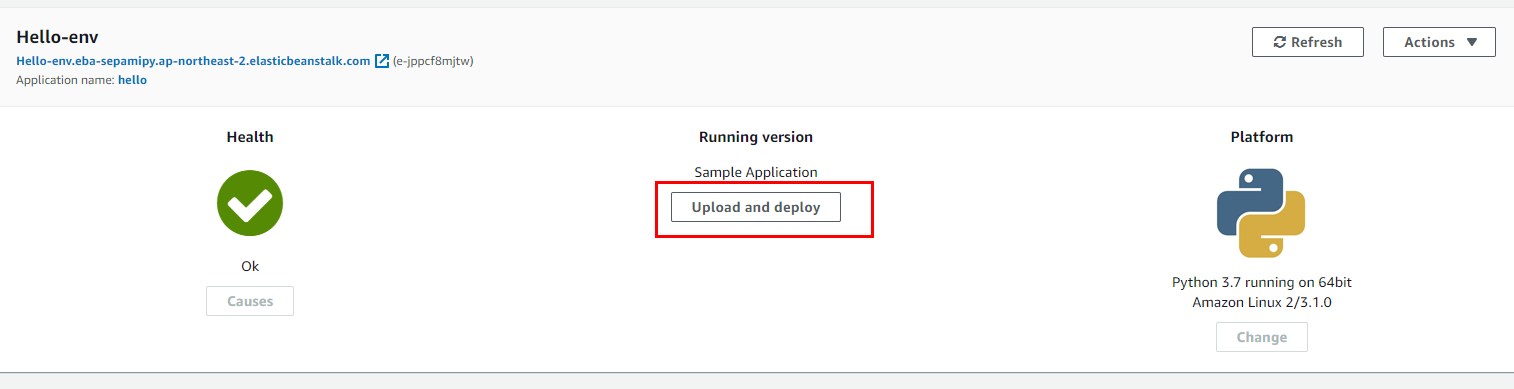 Hello-env
Hello-env.eba-sepamipy.ap-northeast-2.elasticbeanstalk.com (e-jppcf8mjtw)
Application name: hello
Refresh
Actions
Health
Ok
Causes
Running version
Sample Application
Upload and deploy
Platform
Python 3.7 running on 64bit
Amazon Linux 2/3.1.0
Change